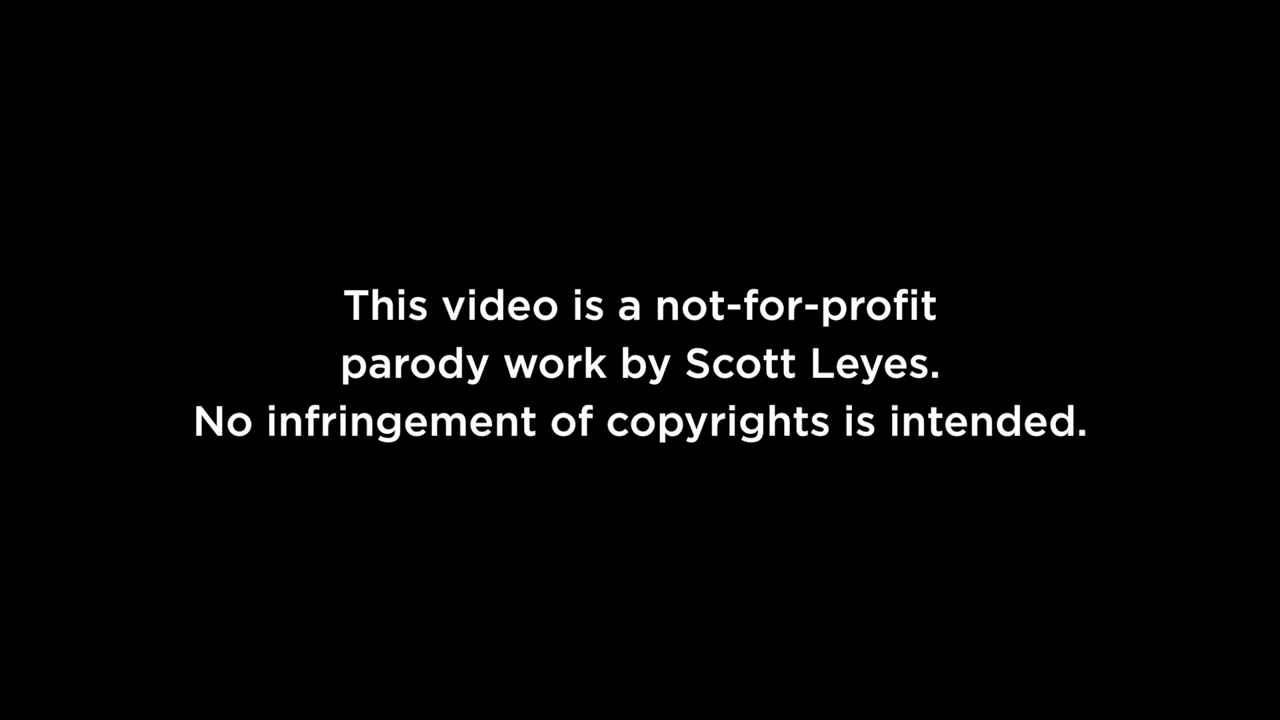 This video is a not-for-profit
parody work by Scott Leyes.
No infringement of copyrights is intended.